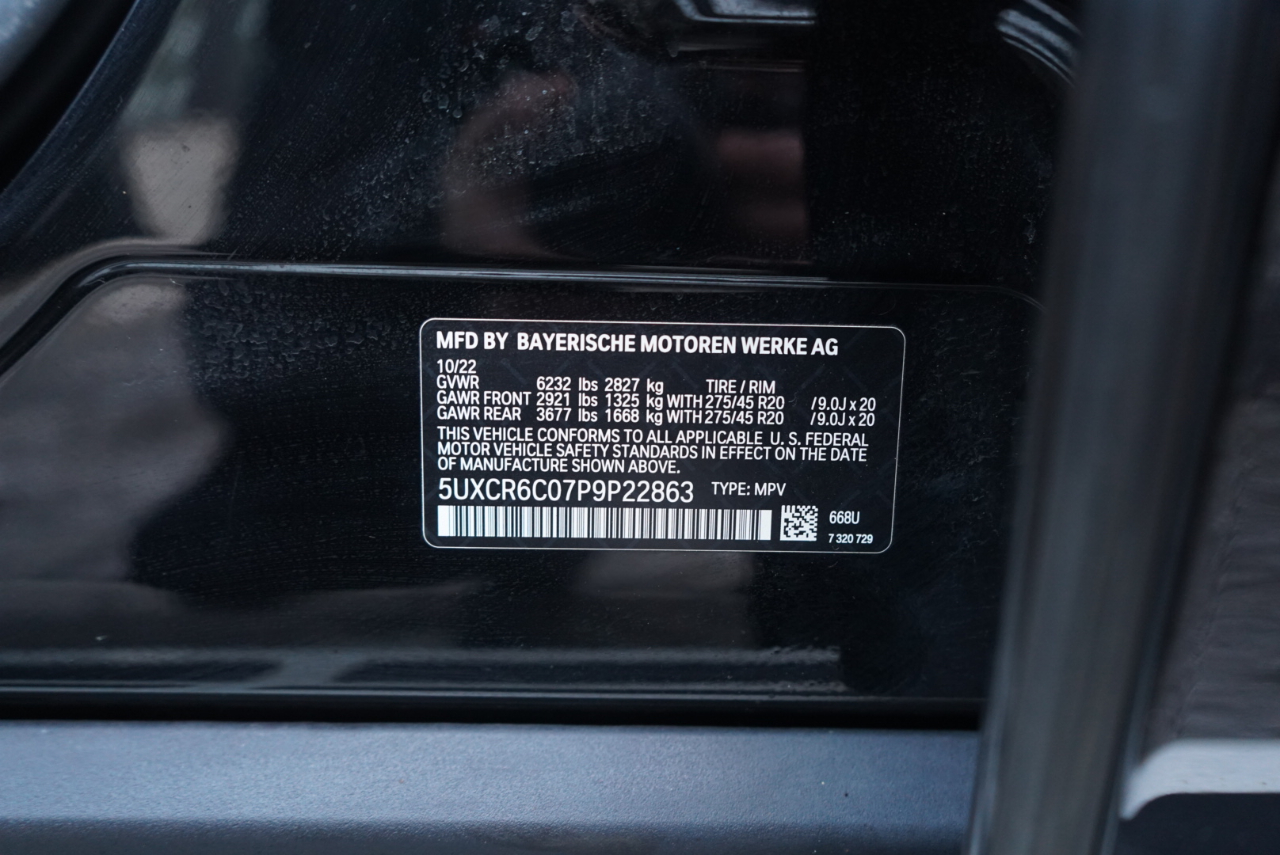 MFD BY BAYERISCHE MOTOREN WERKE AG
10/22
GVWR 6232 lbs 2827 kg TIRE / RIM
GAWR FRONT 2921 lbs 1325 kg WITH 275/45 R20 / 9.0J x 20
GAWR REAR 3677 lbs 1668 kg WITH 275/45 R20 / 9.0J x 20
THIS VEHICLE CONFORMS TO ALL APPLICABLE U. S. FEDERAL
MOTOR VEHICLE SAFETY STANDARDS IN EFFECT ON THE DATE
OF MANUFACTURE SHOWN ABOVE.
5UXCR6C07P9P22863 TYPE: MPV
668U
7 320 729